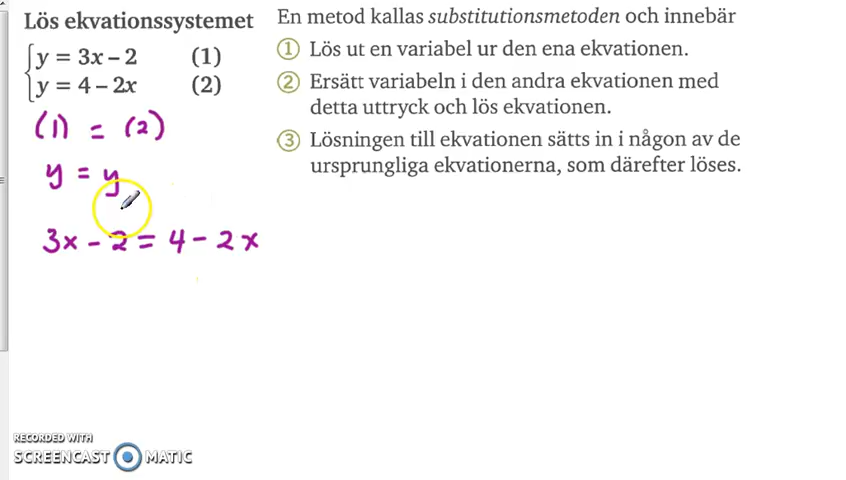 Lös ekvationssystemet
y = 3x – 2 (1)
y = 4 – 2x (2)
(1) = (2)
y = y
3x – 2 = 4 – 2x
En metod kallas substitutionsmetoden och innebär
1 Lös ut en variabel ur den ena ekvationen.
2 Ersätt variabeln i den andra ekvationen med
detta uttryck och lös ekvationen.
3 Lösningen till ekvationen sätts in i någon av de
ursprungliga ekvationerna, som därefter löses.
RECORDED WITH
SCREENCAST MATIC